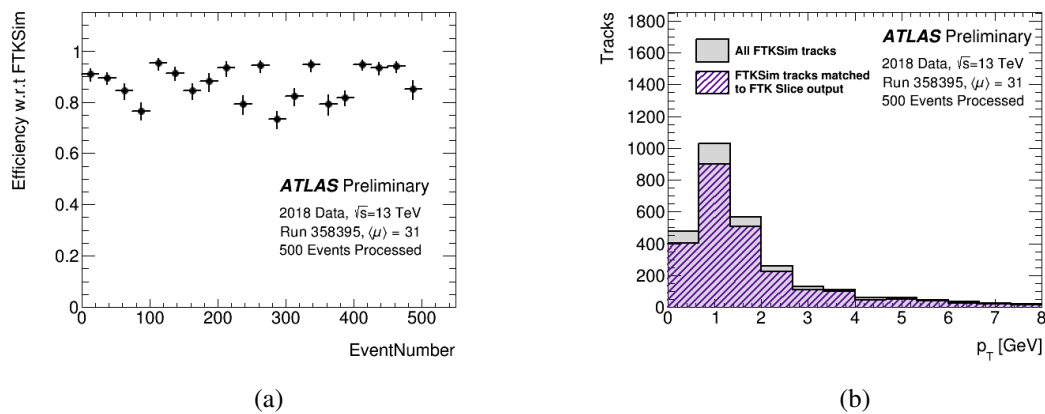 Efficiency w.r.t FTKSim
1
0.8
0.6
0.4
0.2
0
0 100 200 300 400 500
EventNumber
ATLAS Preliminary
2018 Data, √s=13 TeV
Run 358395, ⟨μ⟩ = 31
500 Events Processed
(a)
Tracks
1800
1600
1400
1200
1000
800
600
400
200
0
0 1 2 3 4 5 6 7 8
p_T [GeV]
All FTKSim tracks
FTKSim tracks matched
to FTK Slice output
ATLAS Preliminary
2018 Data, √s=13 TeV
Run 358395, ⟨μ⟩ = 31
500 Events Processed
(b)